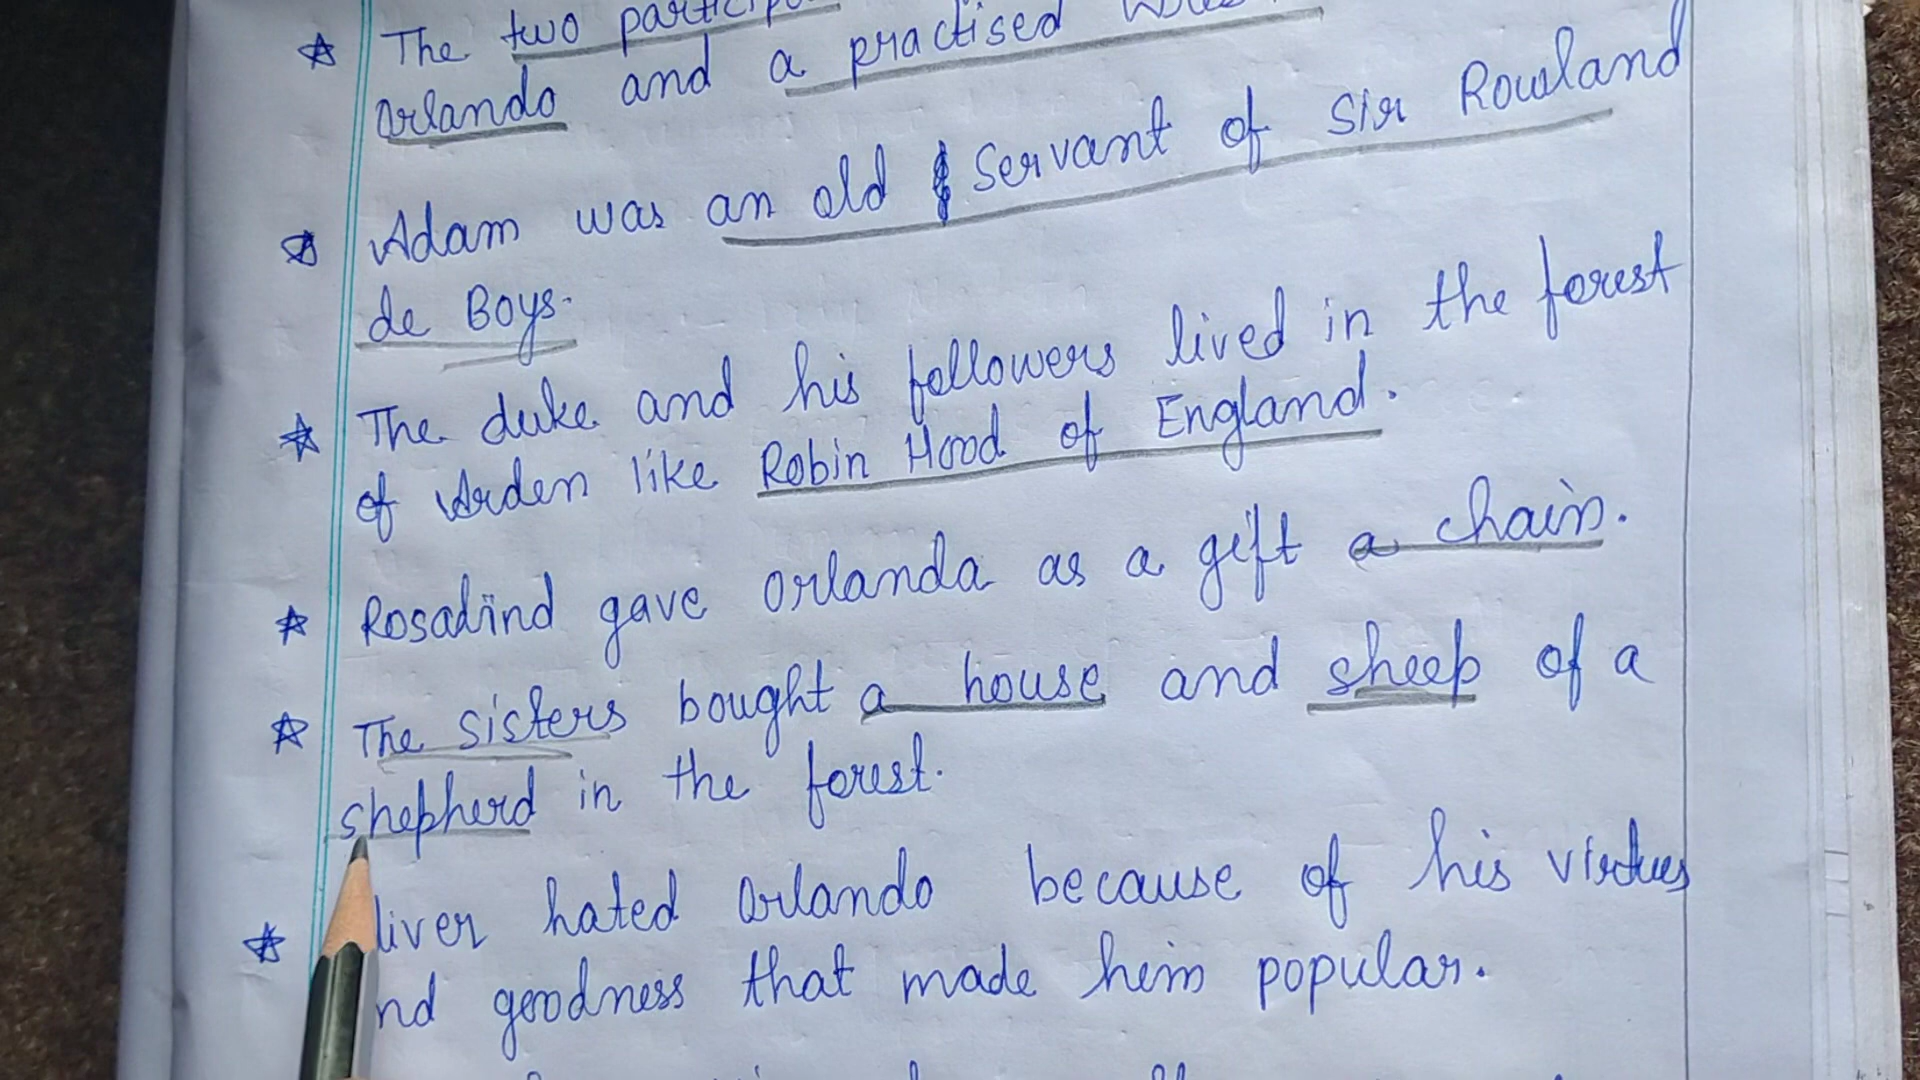 The two
Orlando and a practised
Adam was an old Servant of Sir Rowland
de Boys.
The duke and his followers lived in the forest
of Arden like Robin Hood of England.
Rosalind gave orlanda as a gift a chain.
The sisters bought a house and sheep of a
shepherd in the forest.
liver hated Orlando because of his virtues
nd goodness that made him popular.